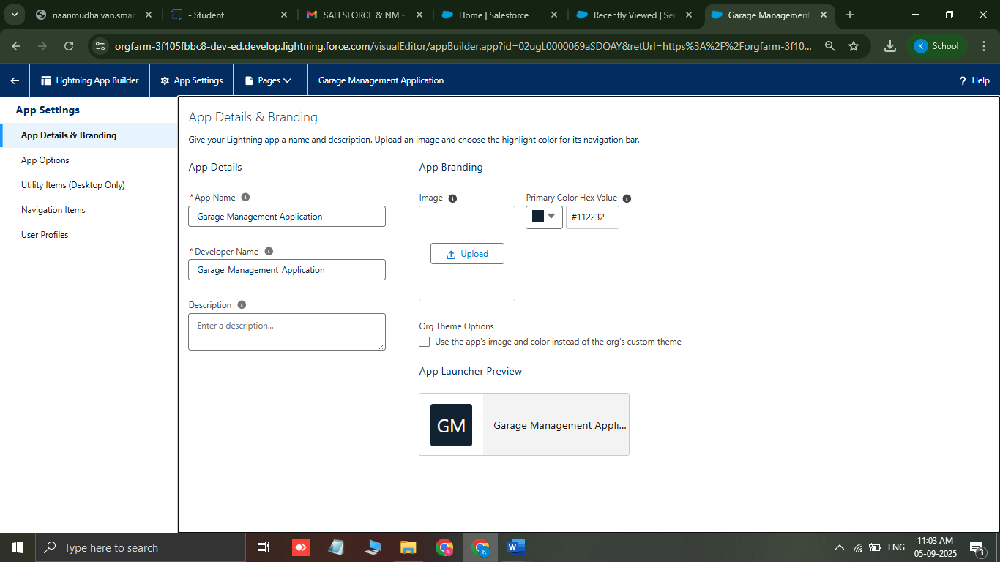 naanmudhalvan.smar
- Student
SALESFORCE & NM -
Home | Salesforce
Recently Viewed | Ser
Garage Management
orgfarm-3f105fbbc8-dev-ed.develop.lightning.force.com/visualEditor/appBuilder.app?id=02ugL0000069aSDQAY&retUrl=https%3A%2F%2Forgfarm-3f10...
K School
Lightning App Builder
App Settings
Pages
Garage Management Application
? Help
App Settings
App Details & Branding
App Options
Utility Items (Desktop Only)
Navigation Items
User Profiles
App Details & Branding
Give your Lightning app a name and description. Upload an image and choose the highlight color for its navigation bar.
App Details
*App Name
Garage Management Application
*Developer Name
Garage_Management_Application
Description
Enter a description...
App Branding
Image
Upload
Primary Color Hex Value
#112232
Org Theme Options
Use the app's image and color instead of the org's custom theme
App Launcher Preview
GM
Garage Management Appli...
Type here to search
S
K
W
ENG
11:03 AM
05-09-2025
3